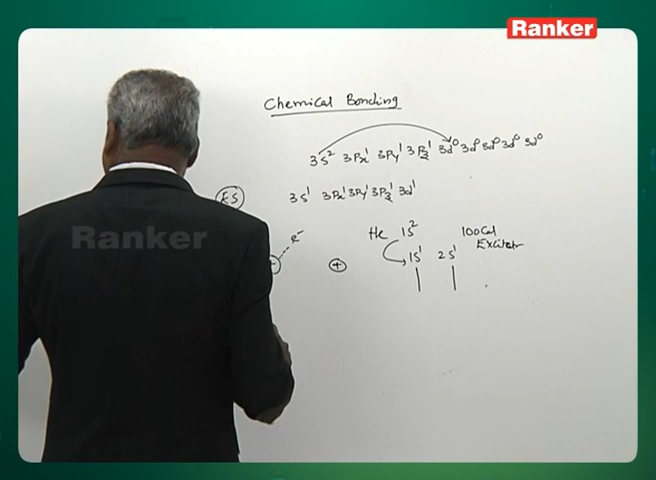 Ranker
Chemical Bonding
3S² 3Px¹ 3Py¹ 3Pz¹ 3d⁰ 3d⁰ 3d⁰ 3d⁰ 3d⁰
ES 3S¹ 3Px¹ 3Py¹ 3Pz¹ 3d¹
Ranker
He 1S² 100Cal
e⁻ + 1S¹ 2S¹